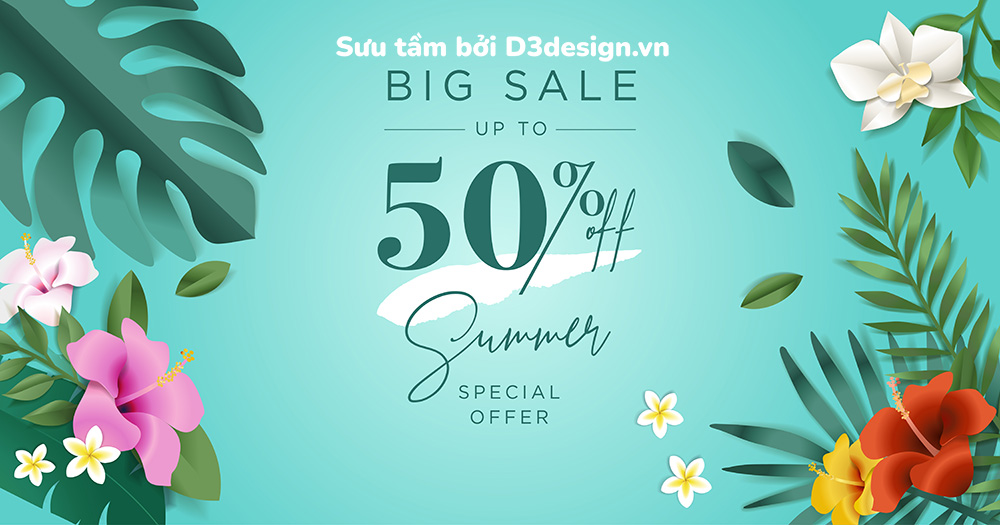 Sưu tầm bởi D3design.vn
BIG SALE
UP TO
50% off
Summer
SPECIAL
OFFER